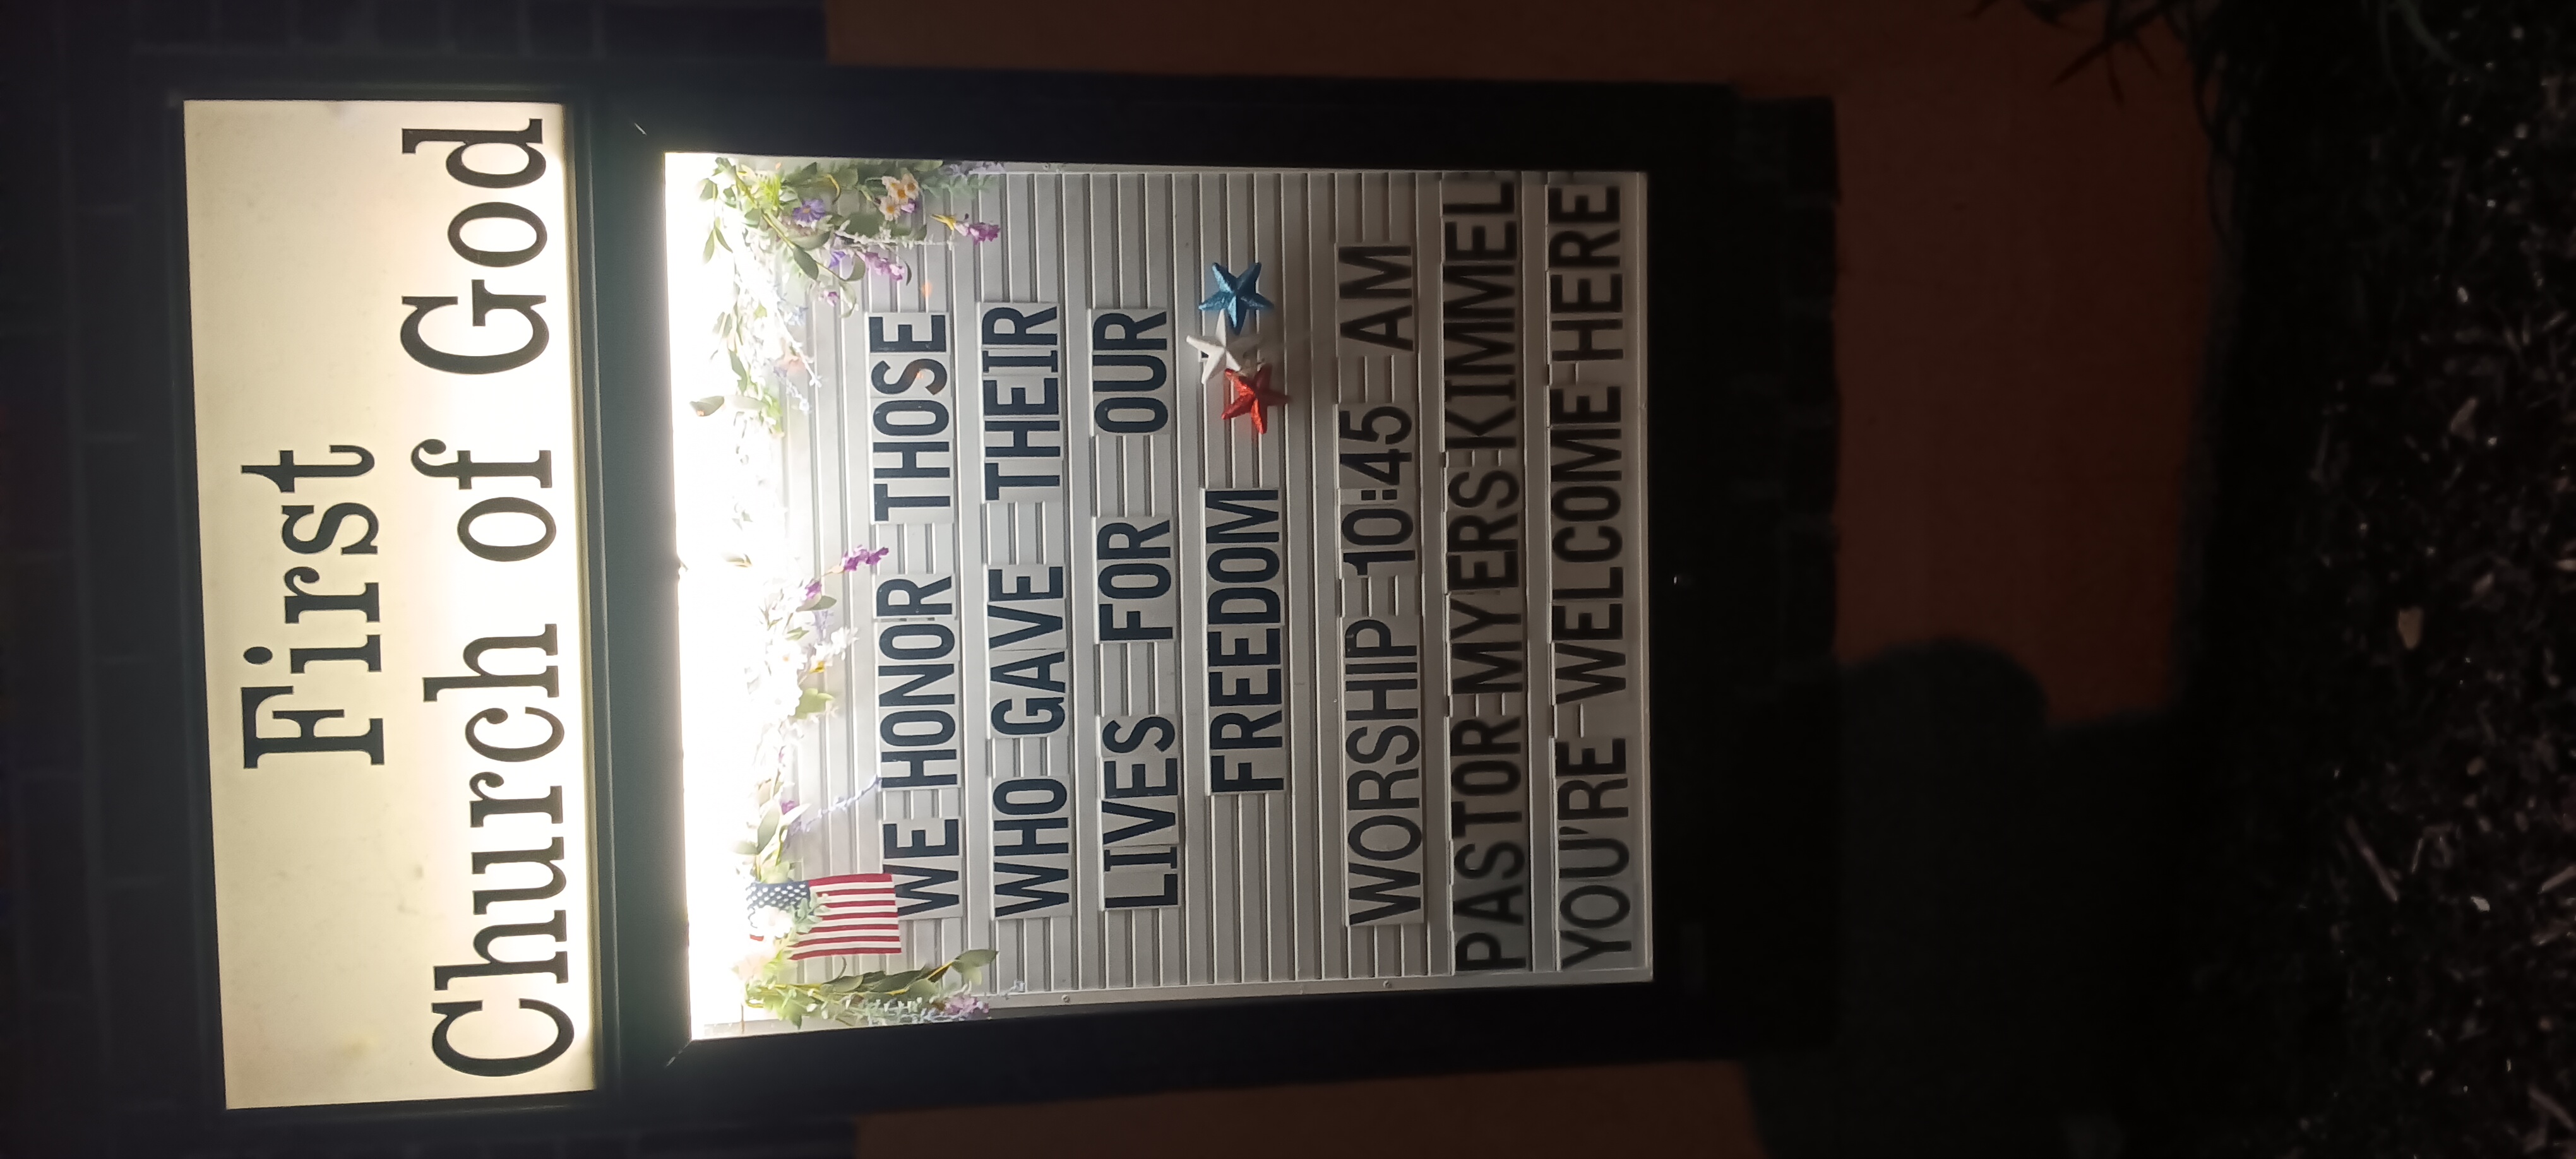 First
Church of God
WE HONOR THOSE
WHO GAVE THEIR
LIVES FOR OUR
FREEDOM
WORSHIP 10:45 AM
PASTOR MYERS-KIMMEL
YOU'RE WELCOME HERE